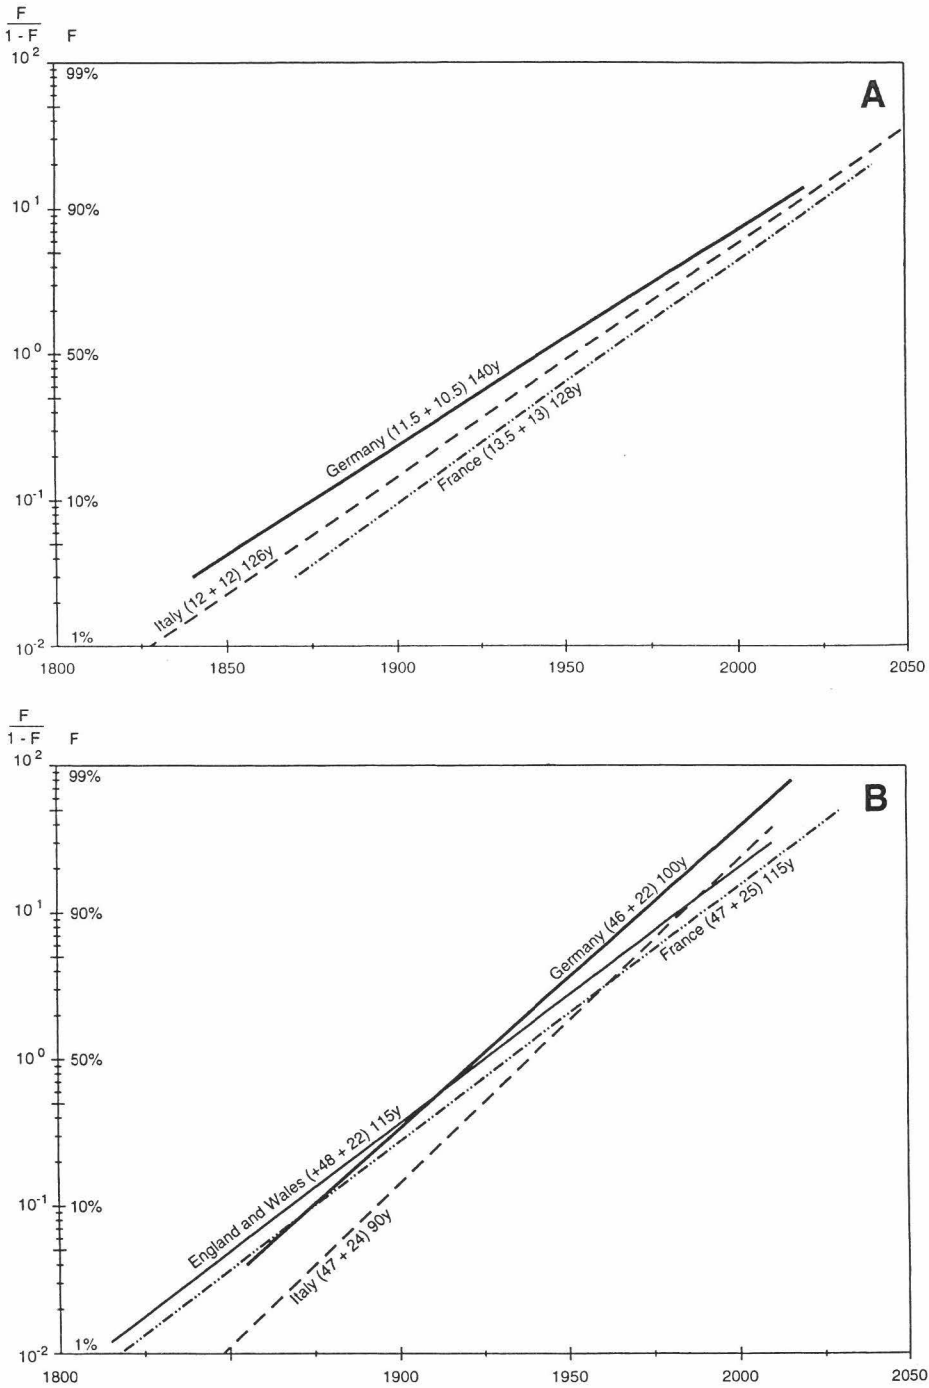 F
1 - F F
10² 99%
A
10¹ 90%
10⁰ 50%
Germany (11.5 + 10.5) 140y
France (13.5 + 13) 128y
10⁻¹ 10%
Italy (12 + 12) 126y
10⁻² 1%
1800 1850 1900 1950 2000 2050
F
1 - F F
10² 99%
B
Germany (46 + 22) 100y
10¹ 90%
France (47 + 25) 115y
10⁰ 50%
England and Wales (+48 + 22) 115y
10⁻¹ 10%
Italy (47 + 24) 90y
10⁻² 1%
1800 1900 1950 2000 2050